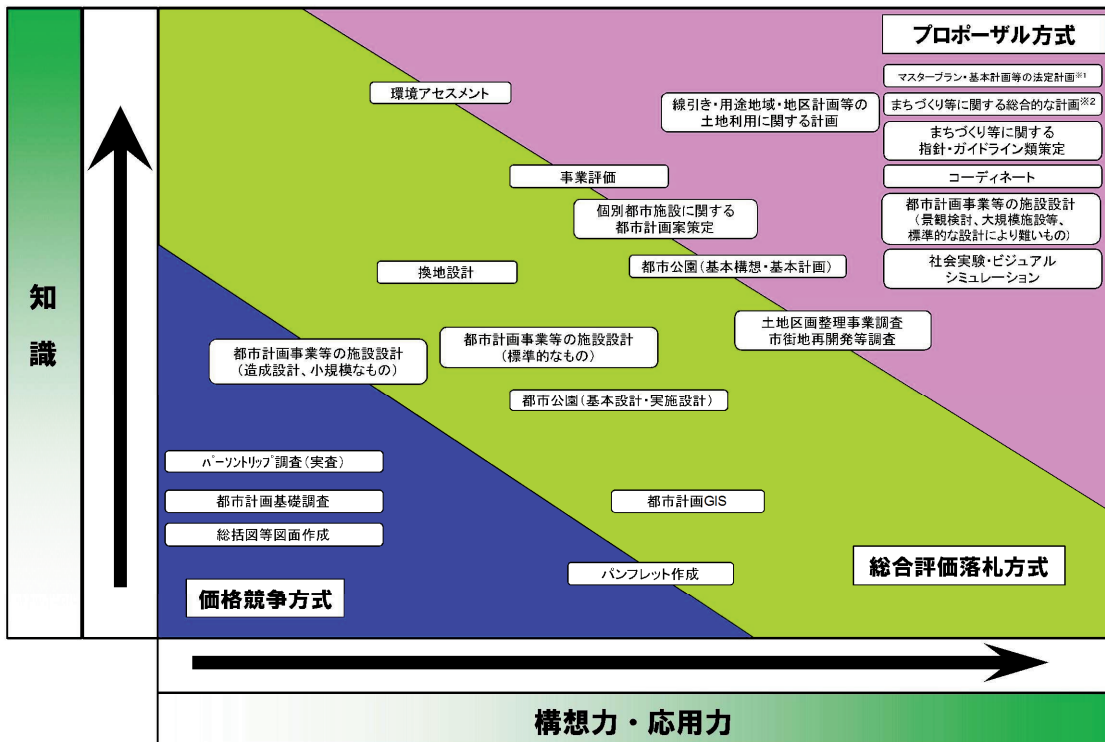 プロポーザル方式
マスタープラン・基本計画等の法定計画※1
環境アセスメント
線引き・用途地域・地区計画等の
土地利用に関する計画
まちづくり等に関する総合的な計画※2
まちづくり等に関する
指針・ガイドライン類策定
事業評価
コーディネート
個別都市施設に関する
都市計画案策定
都市計画事業等の施設設計
(景観検討、大規模施設等、
標準的な設計により難いもの)
換地設計
都市公園(基本構想・基本計画)
社会実験・ビジュアル
シミュレーション
知
識
都市計画事業等の施設設計
(造成設計、小規模なもの)
都市計画事業等の施設設計
(標準的なもの)
土地区画整理事業調査
市街地再開発等調査
都市公園(基本設計・実施設計)
パーソントリップ調査(実査)
都市計画基礎調査
都市計画GIS
総括図等図面作成
パンフレット作成
総合評価落札方式
価格競争方式
構想力・応用力